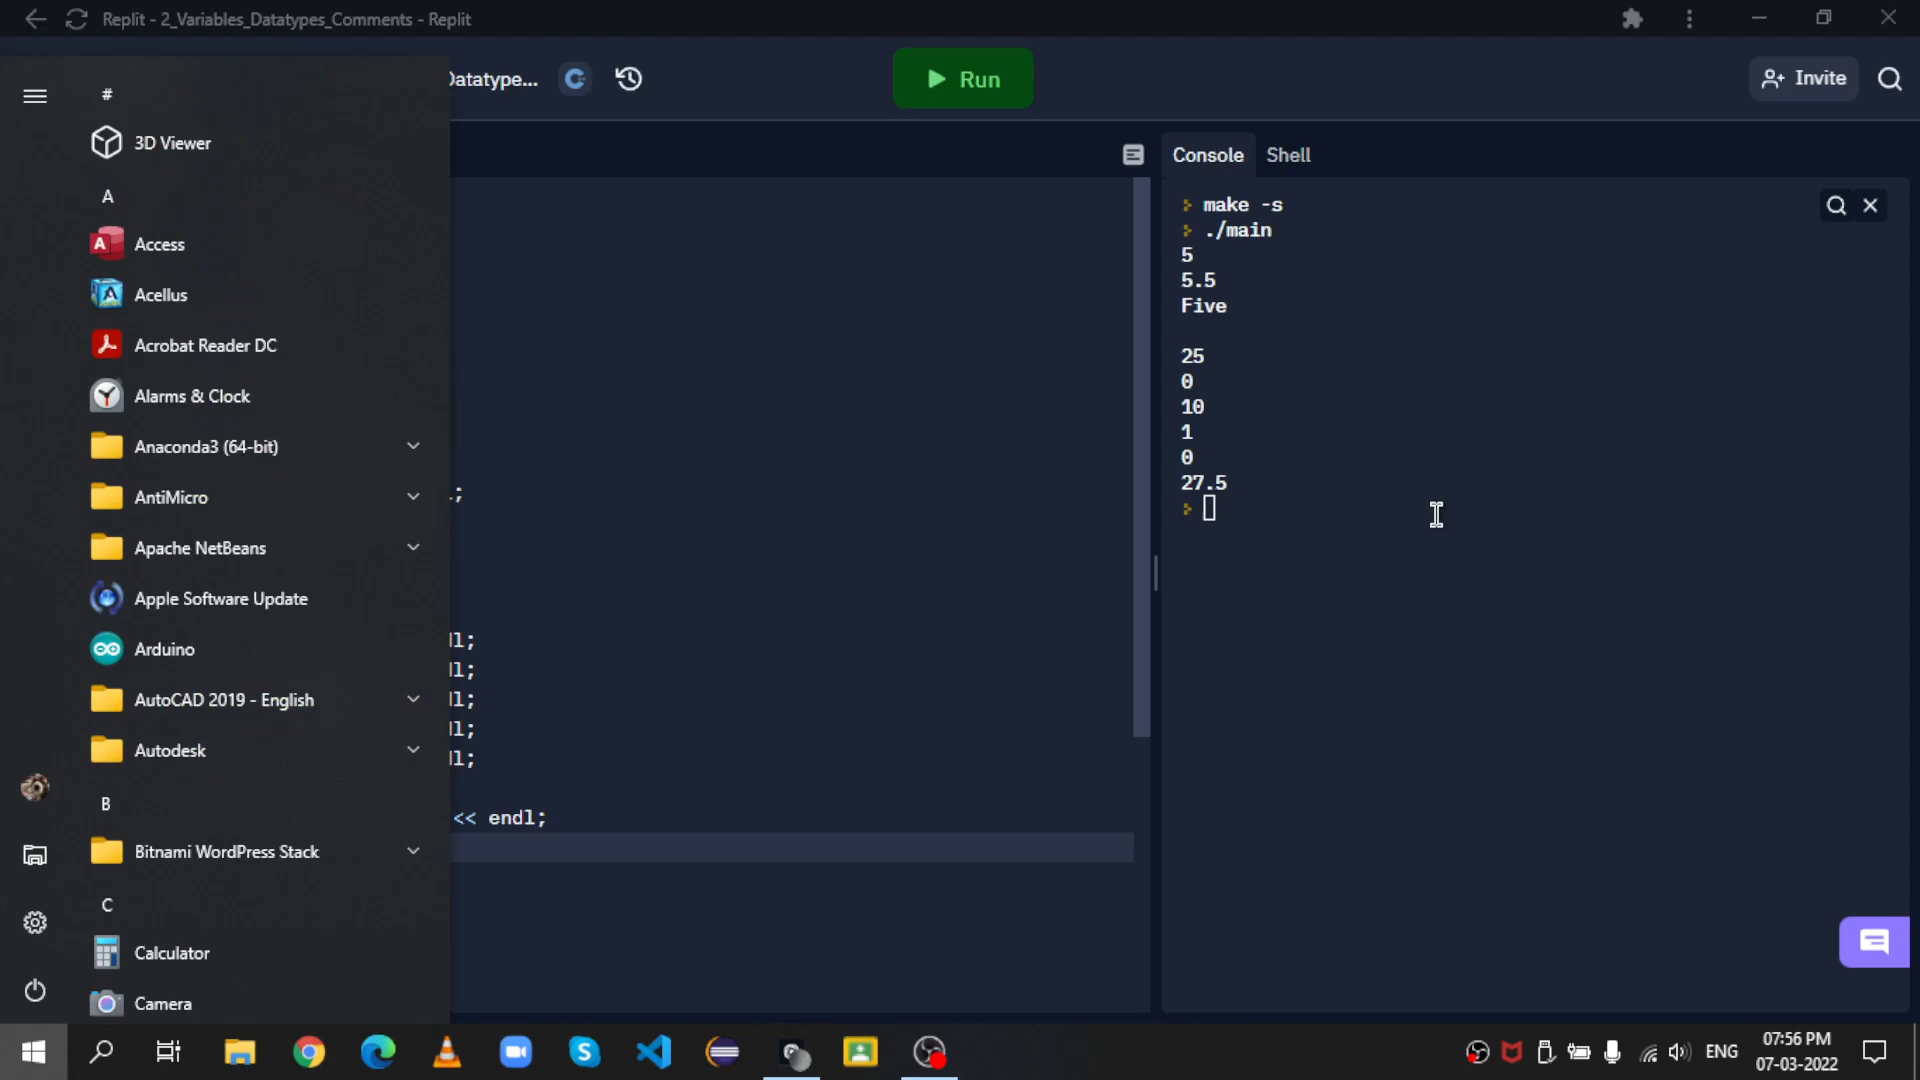 Replit - 2_Variables_Datatypes_Comments - Replit
Datatype...
Run
Invite
#
3D Viewer
A
Access
Acellus
Acrobat Reader DC
Alarms & Clock
Anaconda3 (64-bit)
AntiMicro
Apache NetBeans
Apple Software Update
Arduino
AutoCAD 2019 - English
Autodesk
B
Bitnami WordPress Stack
C
Calculator
Camera
;
l;
l;
l;
l;
l;
<< endl;
Console Shell
make -s
./main
5
5.5
Five
25
0
10
1
0
27.5
ENG
07:56 PM
07-03-2022